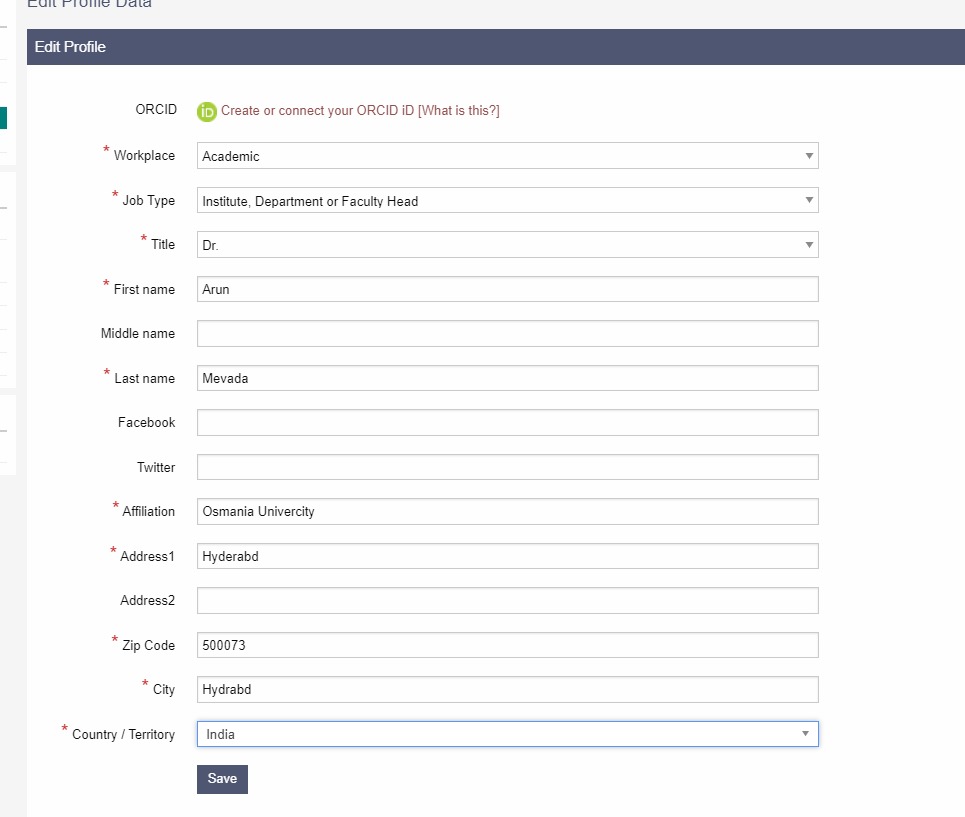 Edit Profile Data
Edit Profile
ORCID iD Create or connect your ORCID iD [What is this?]
* Workplace Academic
* Job Type Institute, Department or Faculty Head
* Title Dr.
* First name Arun
Middle name
* Last name Mevada
Facebook
Twitter
* Affiliation Osmania Univercity
* Address1 Hyderabd
Address2
* Zip Code 500073
* City Hydrabd
* Country / Territory India
Save